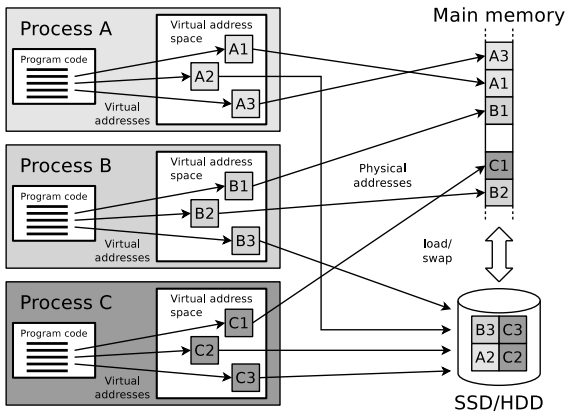 Process A
Program code
Virtual addresses
Virtual address
space
A1
A2
A3
Process B
Program code
Virtual addresses
Virtual address
space
B1
B2
B3
Process C
Program code
Virtual addresses
Virtual address
space
C1
C2
C3
Physical
addresses
Main memory
A3
A1
B1
C1
B2
load/
swap
B3 C3
A2 C2
SSD/HDD